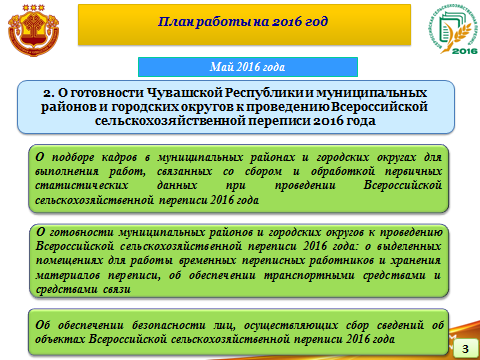 План работы на 2016 год
ВСЕРОССИЙСКАЯ СЕЛЬСКОХОЗЯЙСТВЕННАЯ ПЕРЕПИСЬ
2016
Май 2016 года
2. О готовности Чувашской Республики и муниципальных
районов и городских округов к проведению Всероссийской
сельскохозяйственной переписи 2016 года
О подборе кадров в муниципальных районах и городских округах для
выполнения работ, связанных со сбором и обработкой первичных
статистических данных при проведении Всероссийской
сельскохозяйственной переписи 2016 года
О готовности муниципальных районов и городских округов к проведению
Всероссийской сельскохозяйственной переписи 2016 года: о выделенных
помещениях для работы временных переписных работников и хранения
материалов переписи, об обеспечении транспортными средствами и
средствами связи
Об обеспечении безопасности лиц, осуществляющих сбор сведений об
объектах Всероссийской сельскохозяйственной переписи 2016 года
3